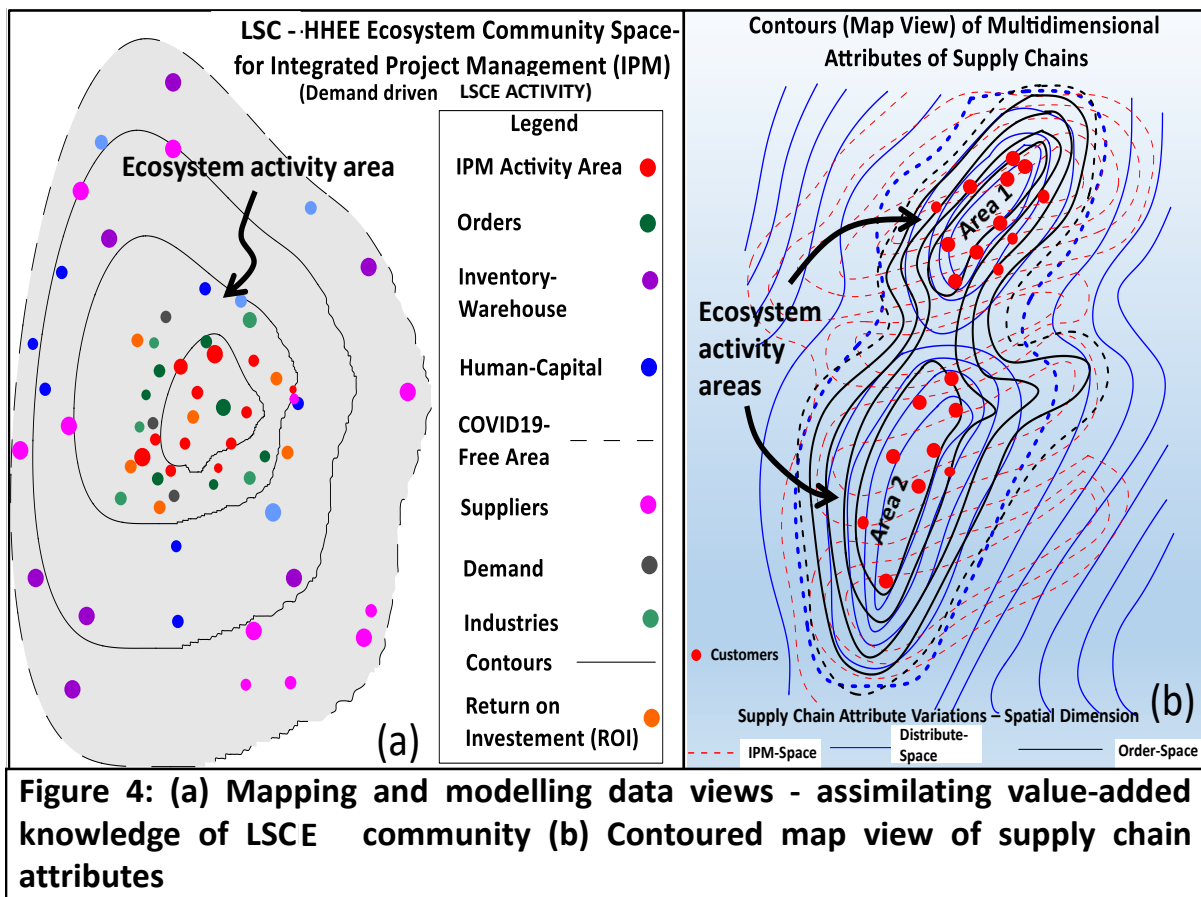 LSC - ·HHEE Ecosystem Community Space-
for Integrated Project Management (IPM)
(Demand driven LSCE ACTIVITY)
Ecosystem activity area
Legend
IPM Activity Area
Orders
Inventory-
Warehouse
Human-Capital
COVID19-
Free Area
Suppliers
Demand
Industries
Contours
Return on
Investement (ROI)
(a)
Contours (Map View) of Multidimensional
Attributes of Supply Chains
Area 1
Ecosystem
activity
areas
Area 2
Customers
(b)
Supply Chain Attribute Variations – Spatial Dimension
IPM-Space
Distribute-
Space
Order-Space
Figure 4: (a) Mapping and modelling data views - assimilating value-added
knowledge of LSCE community (b) Contoured map view of supply chain
attributes